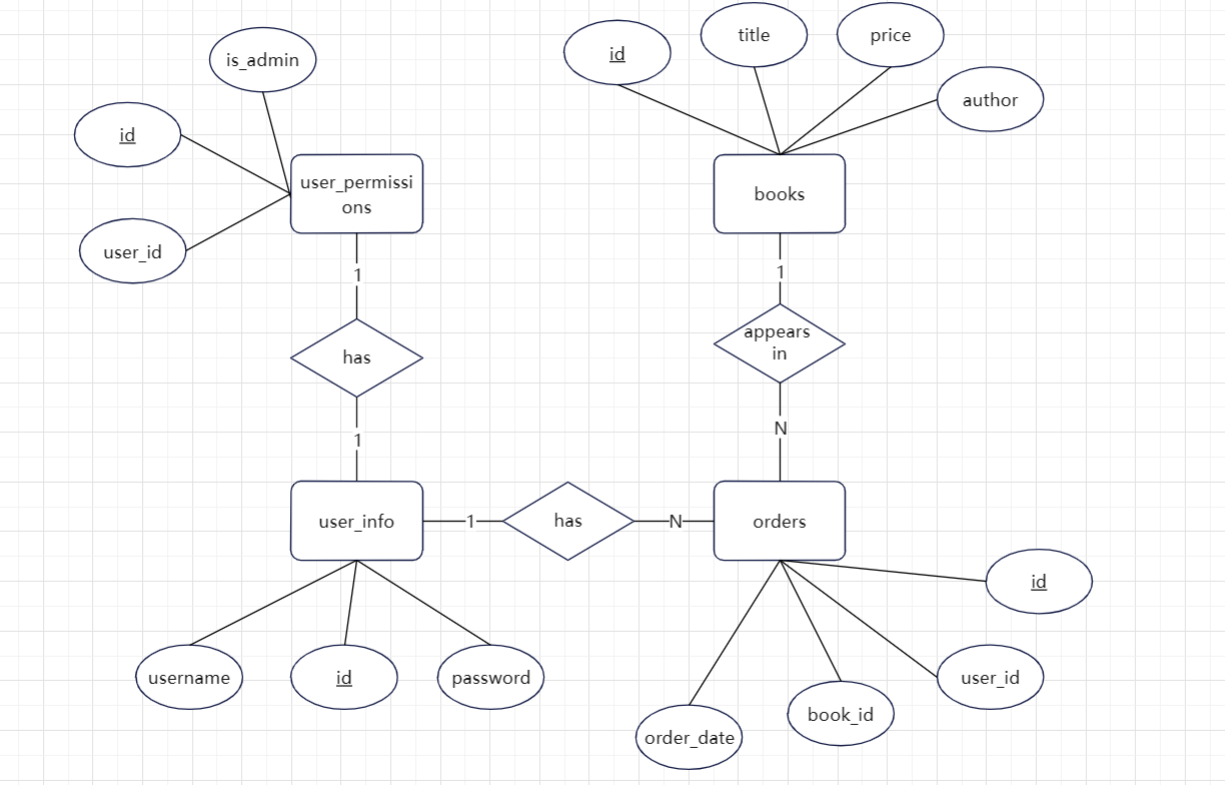 id
title
price
is_admin
author
id
user_permissi
ons
books
user_id
1
1
appears
in
has
N
1
user_info
1
has
N
orders
id
username
id
password
user_id
book_id
order_date